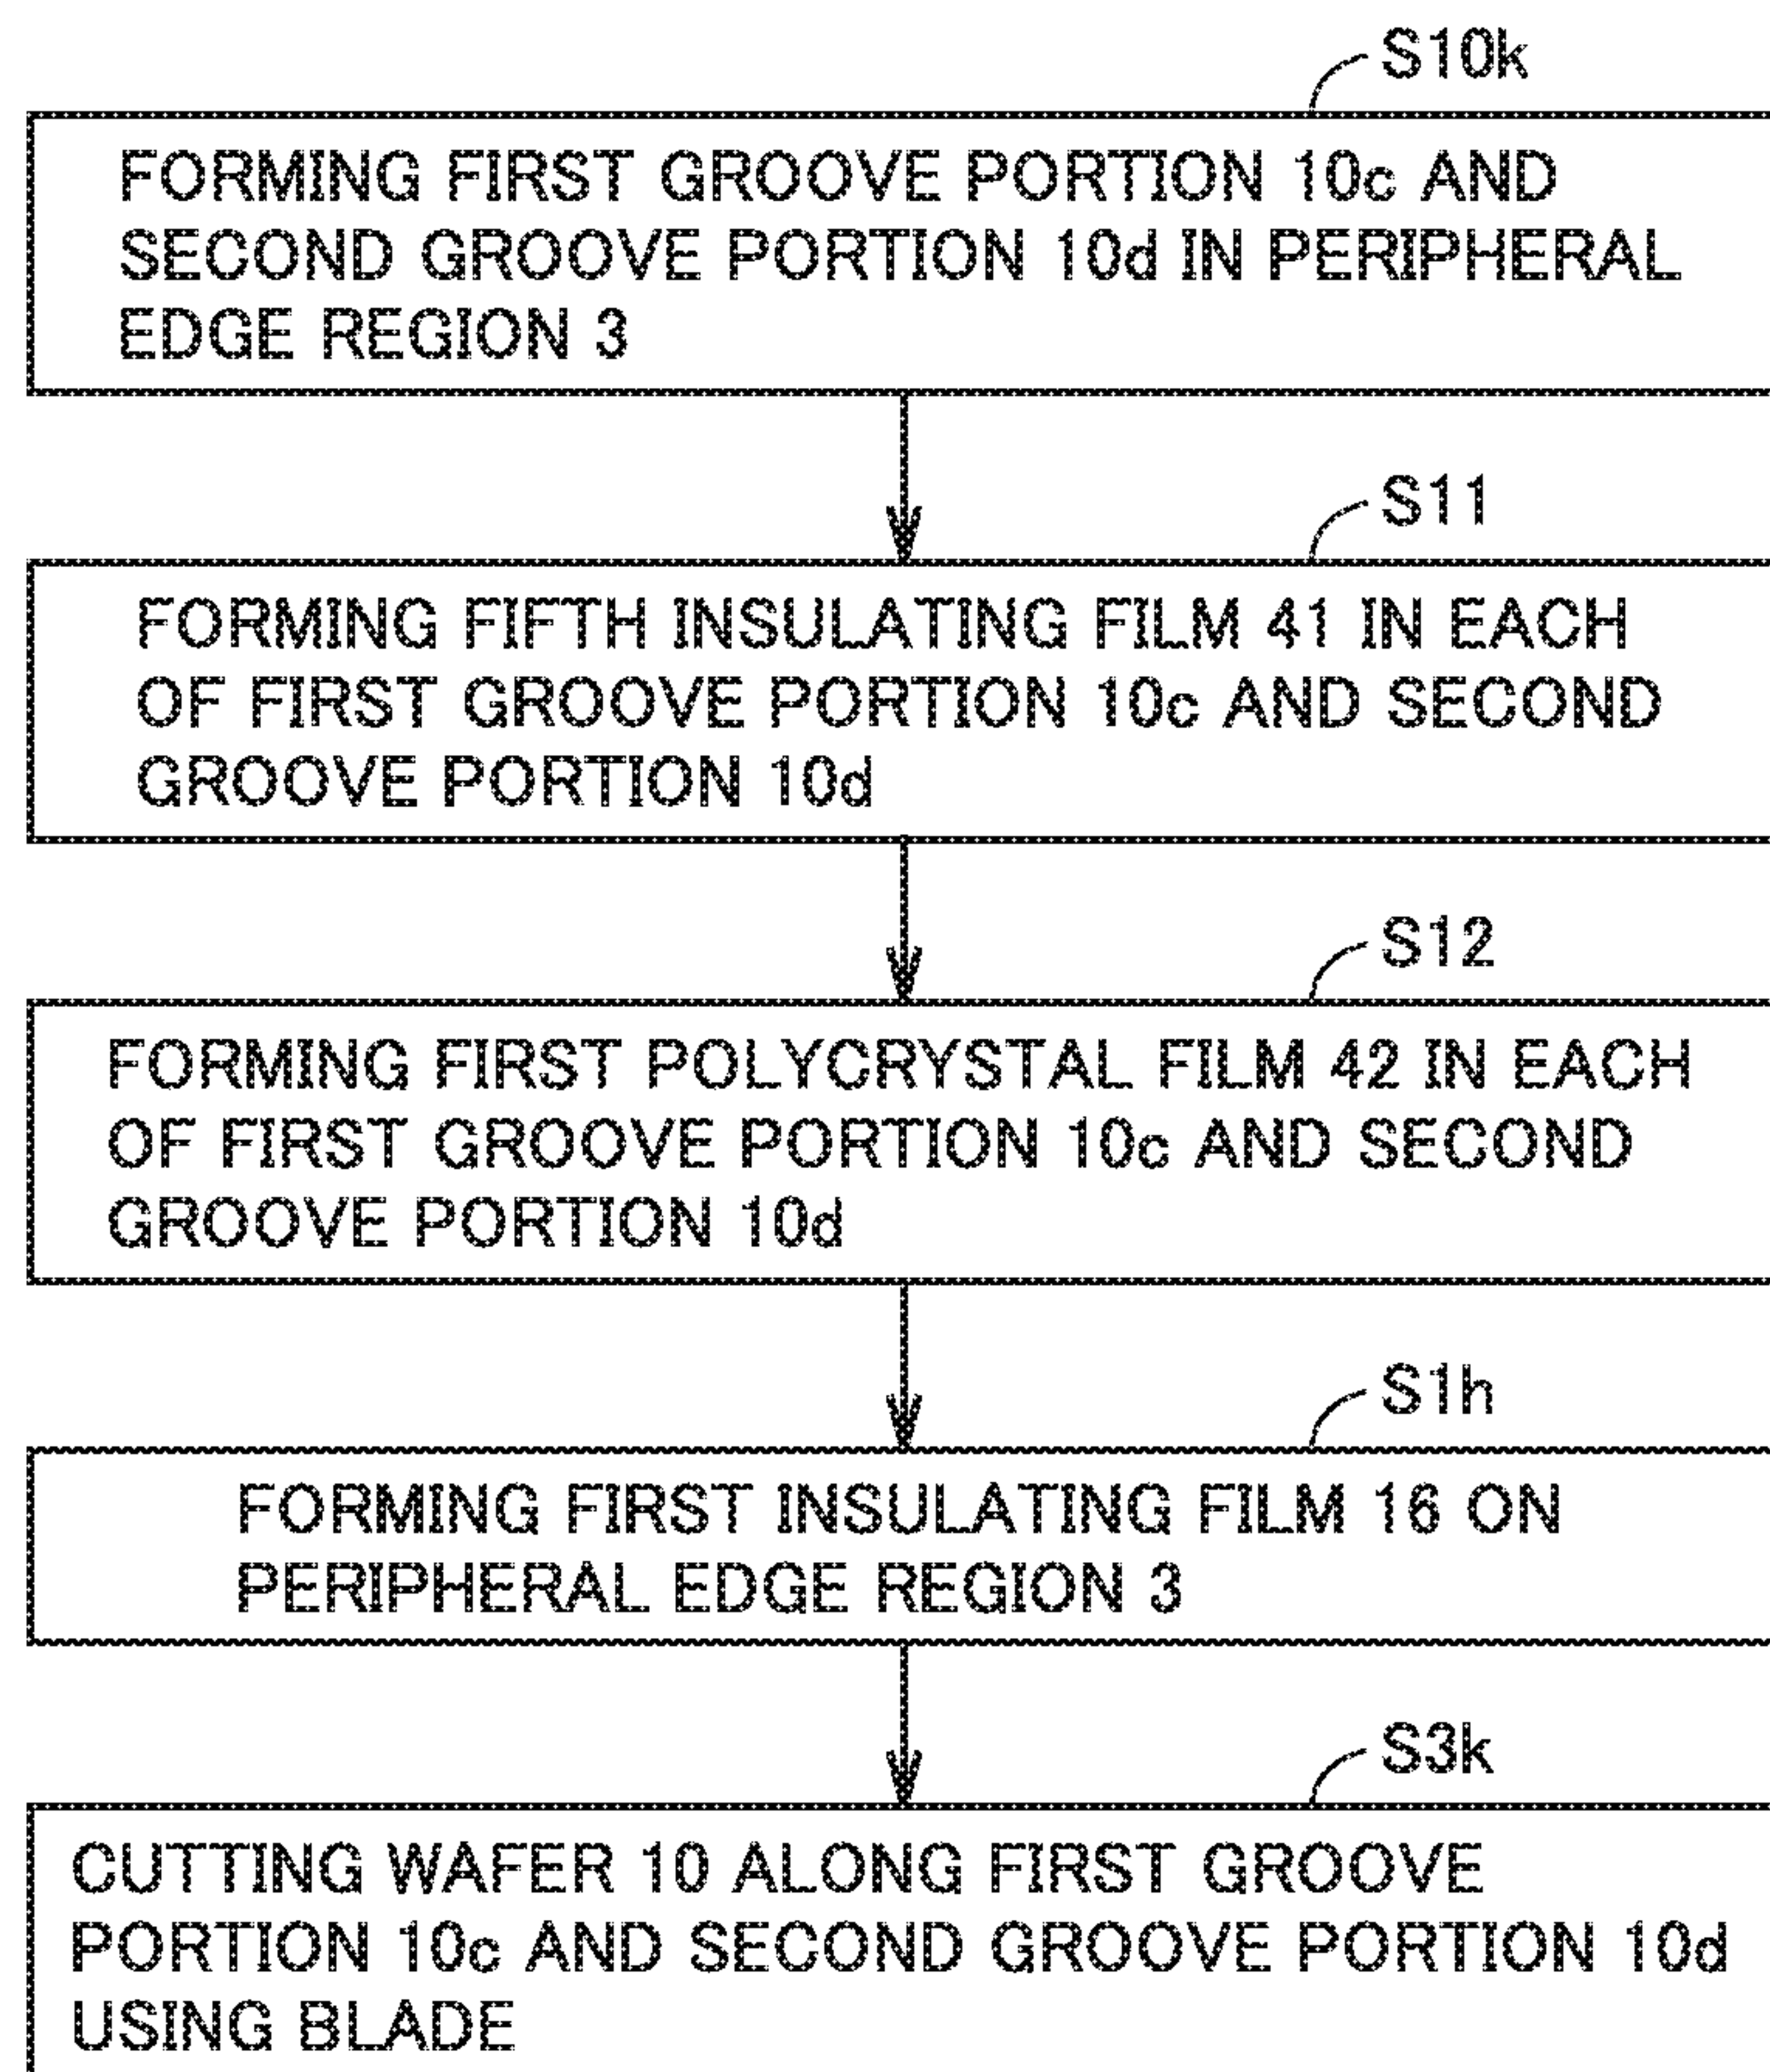 S10k
FORMING FIRST GROOVE PORTION 10c AND
SECOND GROOVE PORTION 10d IN PERIPHERAL
EDGE REGION 3
S11
FORMING FIFTH INSULATING FILM 41 IN EACH
OF FIRST GROOVE PORTION 10c AND SECOND
GROOVE PORTION 10d
S12
FORMING FIRST POLYCRYSTAL FILM 42 IN EACH
OF FIRST GROOVE PORTION 10c AND SECOND
GROOVE PORTION 10d
S1h
FORMING FIRST INSULATING FILM 16 ON
PERIPHERAL EDGE REGION 3
S3k
CUTTING WAFER 10 ALONG FIRST GROOVE
PORTION 10c AND SECOND GROOVE PORTION 10d
USING BLADE